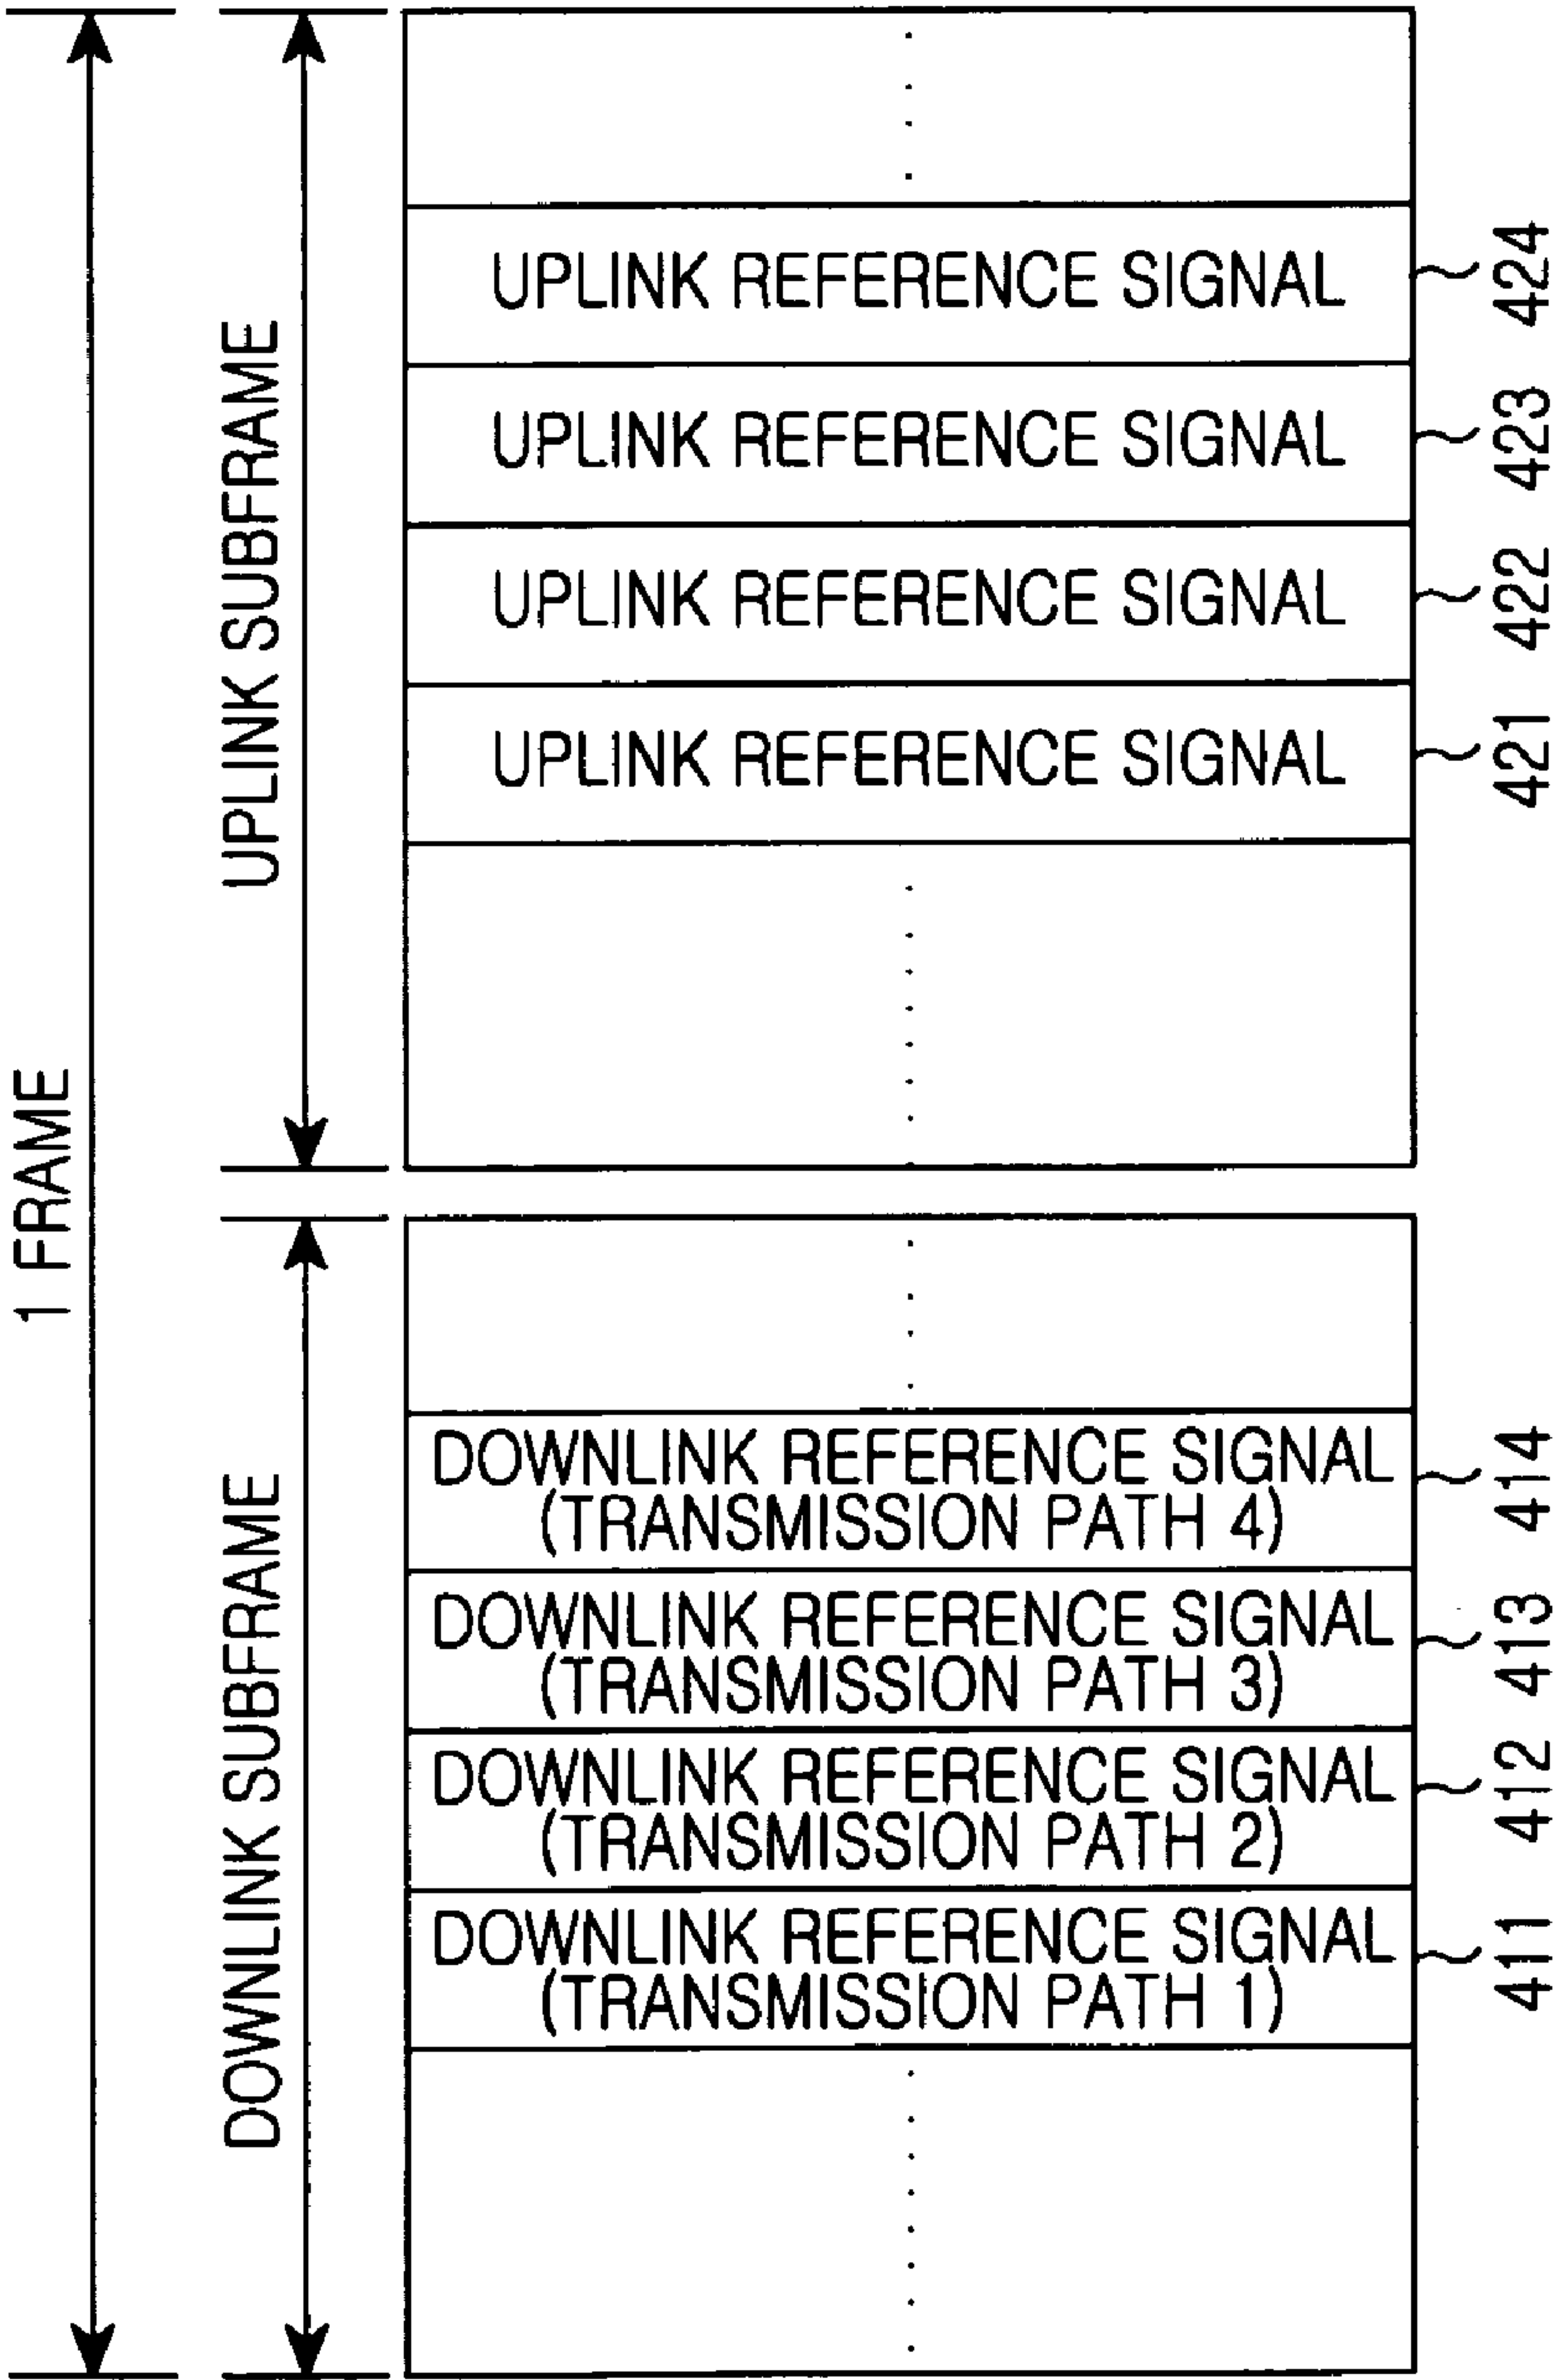 1 FRAME
UPLINK SUBFRAME
UPLINK REFERENCE SIGNAL
424
UPLINK REFERENCE SIGNAL
423
UPLINK REFERENCE SIGNAL
422
UPLINK REFERENCE SIGNAL
421
DOWNLINK SUBFRAME
DOWNLINK REFERENCE SIGNAL
(TRANSMISSION PATH 4)
414
DOWNLINK REFERENCE SIGNAL
(TRANSMISSION PATH 3)
413
DOWNLINK REFERENCE SIGNAL
(TRANSMISSION PATH 2)
412
DOWNLINK REFERENCE SIGNAL
(TRANSMISSION PATH 1)
411